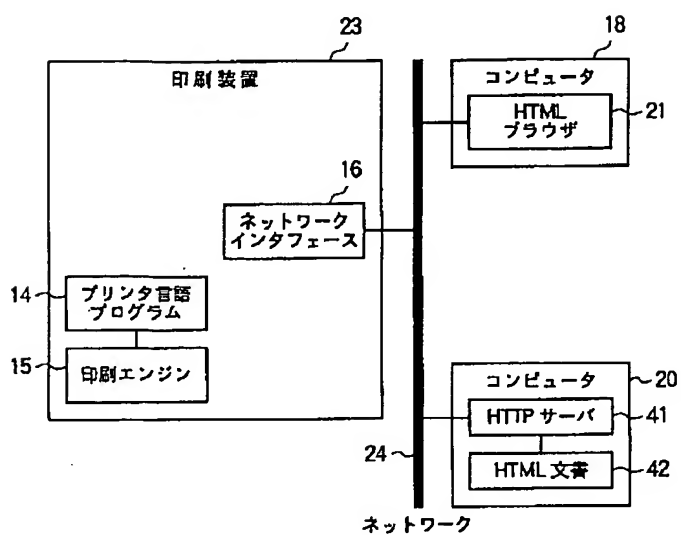 23
印刷装置
16
ネットワーク
インタフェース
14
プリンタ言語
プログラム
15
印刷エンジン
18
コンピュータ
HTML
ブラウザ
21
コンピュータ
20
HTTP サーバ
41
HTML 文書
42
24
ネットワーク